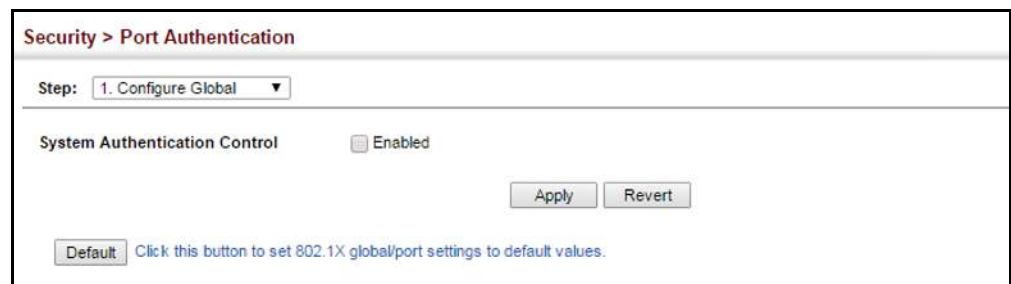 Security > Port Authentication
Step: 1. Configure Global
System Authentication Control Enabled
Apply Revert
Default Click this button to set 802.1X global/port settings to default values.